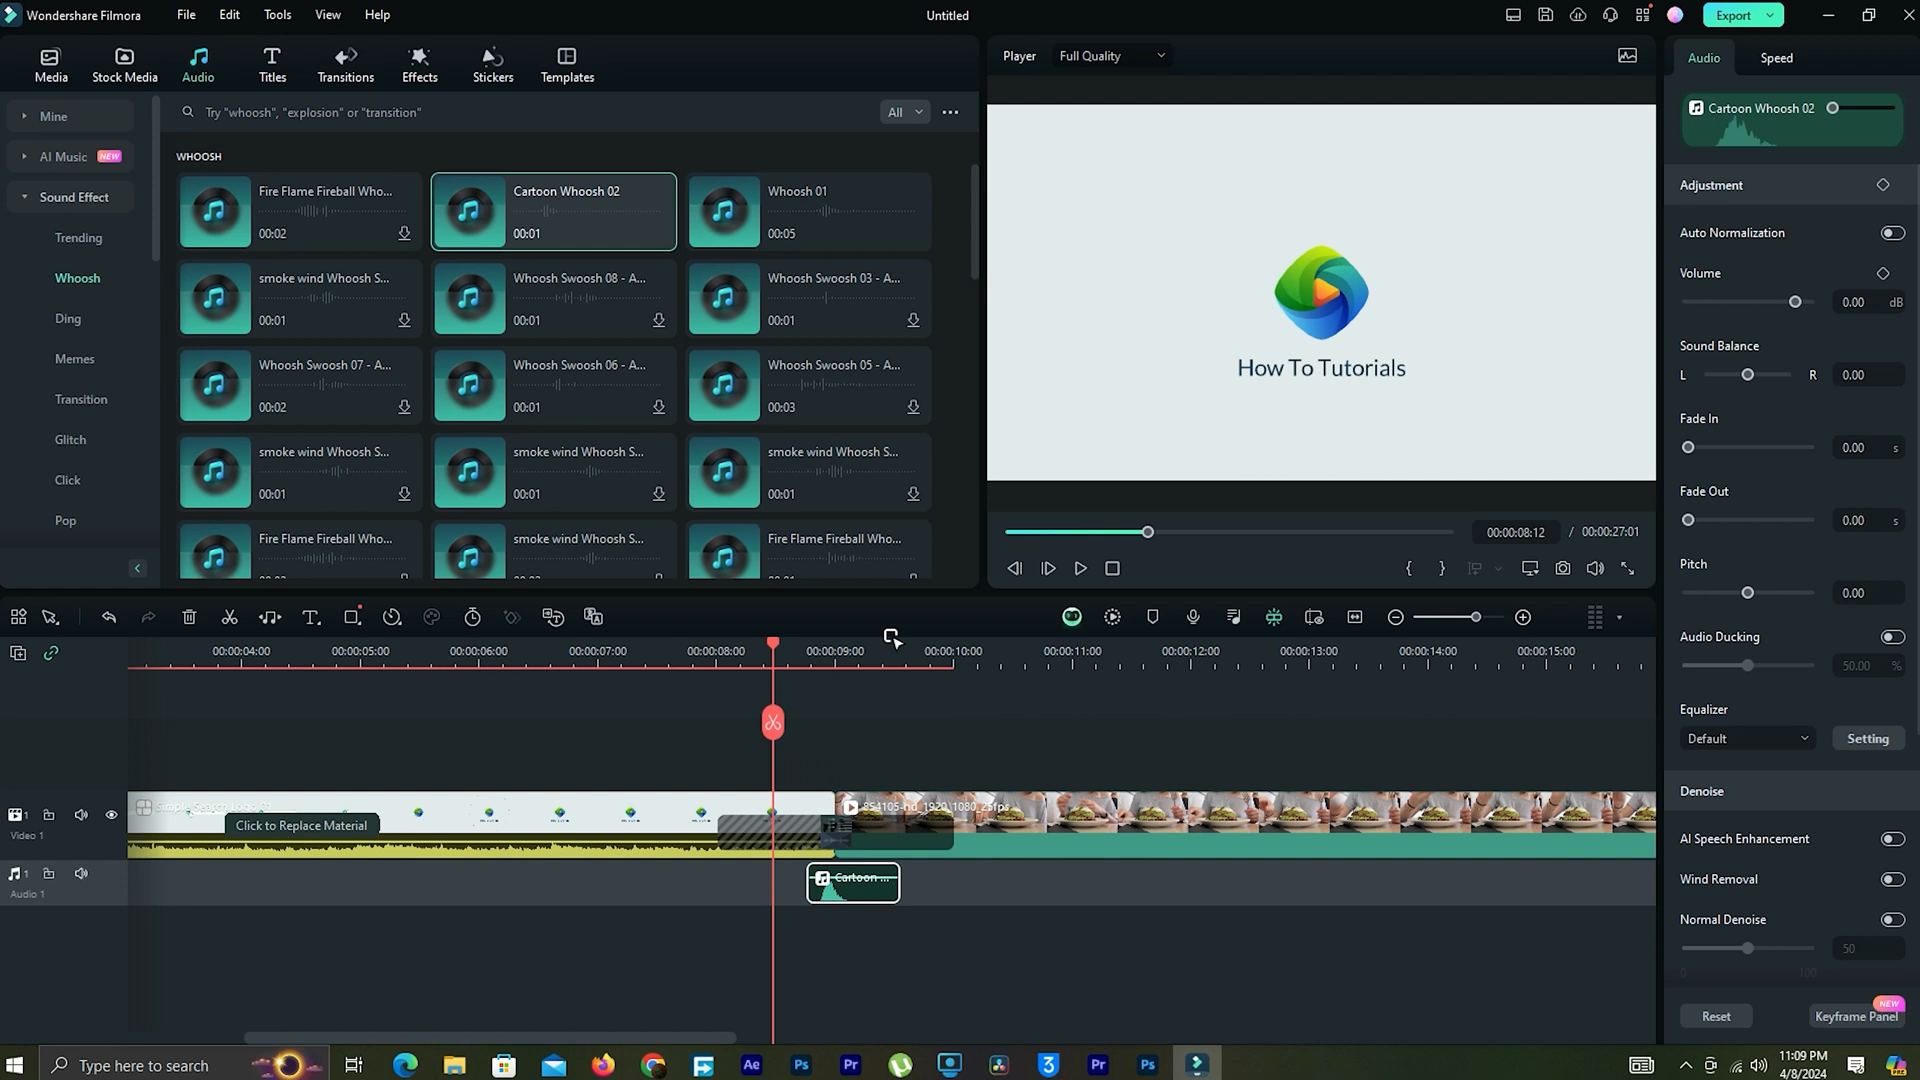 Wondershare Filmora
File
Edit
Tools
View
Help
Untitled
Export
Media
Stock Media
Audio
Titles
Transitions
Effects
Stickers
Templates
Mine
AI Music NEW
Sound Effect
Trending
Whoosh
Ding
Memes
Transition
Glitch
Click
Pop
Try "whoosh", "explosion" or "transition"
All
WHOOSH
Fire Flame Fireball Who...
00:02
Cartoon Whoosh 02
00:01
Whoosh 01
00:05
smoke wind Whoosh S...
00:01
Whoosh Swoosh 08 - A...
00:01
Whoosh Swoosh 03 - A...
00:01
Whoosh Swoosh 07 - A...
00:02
Whoosh Swoosh 06 - A...
00:01
Whoosh Swoosh 05 - A...
00:03
smoke wind Whoosh S...
00:01
smoke wind Whoosh S...
00:01
smoke wind Whoosh S...
00:01
Fire Flame Fireball Who...
smoke wind Whoosh S...
Fire Flame Fireball Who...
Player
Full Quality
How To Tutorials
00:00:08:12 / 00:00:27:01
Audio
Speed
Cartoon Whoosh 02
Adjustment
Auto Normalization
Volume
0.00 dB
Sound Balance
L R 0.00
Fade In
0.00 s
Fade Out
0.00 s
Pitch
0.00
Audio Ducking
50.00 %
Equalizer
Default
Setting
Denoise
AI Speech Enhancement
Wind Removal
Normal Denoise
50
0 100
Reset
NEW
Keyframe Panel
00:00:04:00
00:00:05:00
00:00:06:00
00:00:07:00
00:00:08:00
00:00:09:00
00:00:10:00
00:00:11:00
00:00:12:00
00:00:13:00
00:00:14:00
00:00:15:00
1
Video 1
Click to Replace Material
854105-hd_1920_1080_25fps
1
Audio 1
Cartoon ...
Type here to search
Ae
Ps
Pr
3
Pr
Ps
11:09 PM
4/8/2024
PRE